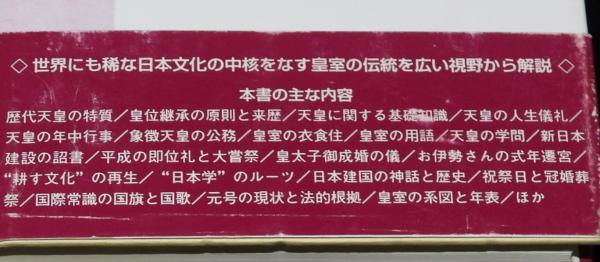 ◇ 世界にも稀な日本文化の中核をなす皇室の伝統を広い視野から解説 ◇
本書の主な内容
歴代天皇の特質／皇位継承の原則と来歴／天皇に関する基礎知識／天皇の人生儀礼／
天皇の年中行事／象徴天皇の公務／皇室の衣食住／皇室の用語／天皇の学問／新日本
建設の詔書／平成の即位礼と大嘗祭／皇太子御成婚の儀／お伊勢さんの式年遷宮／
“耕す文化”の再生／“日本学”のルーツ／日本建国の神話と歴史／祝祭日と冠婚葬
祭／国際常識の国旗と国歌／元号の現状と法的根拠／皇室の系図と年表／ほか